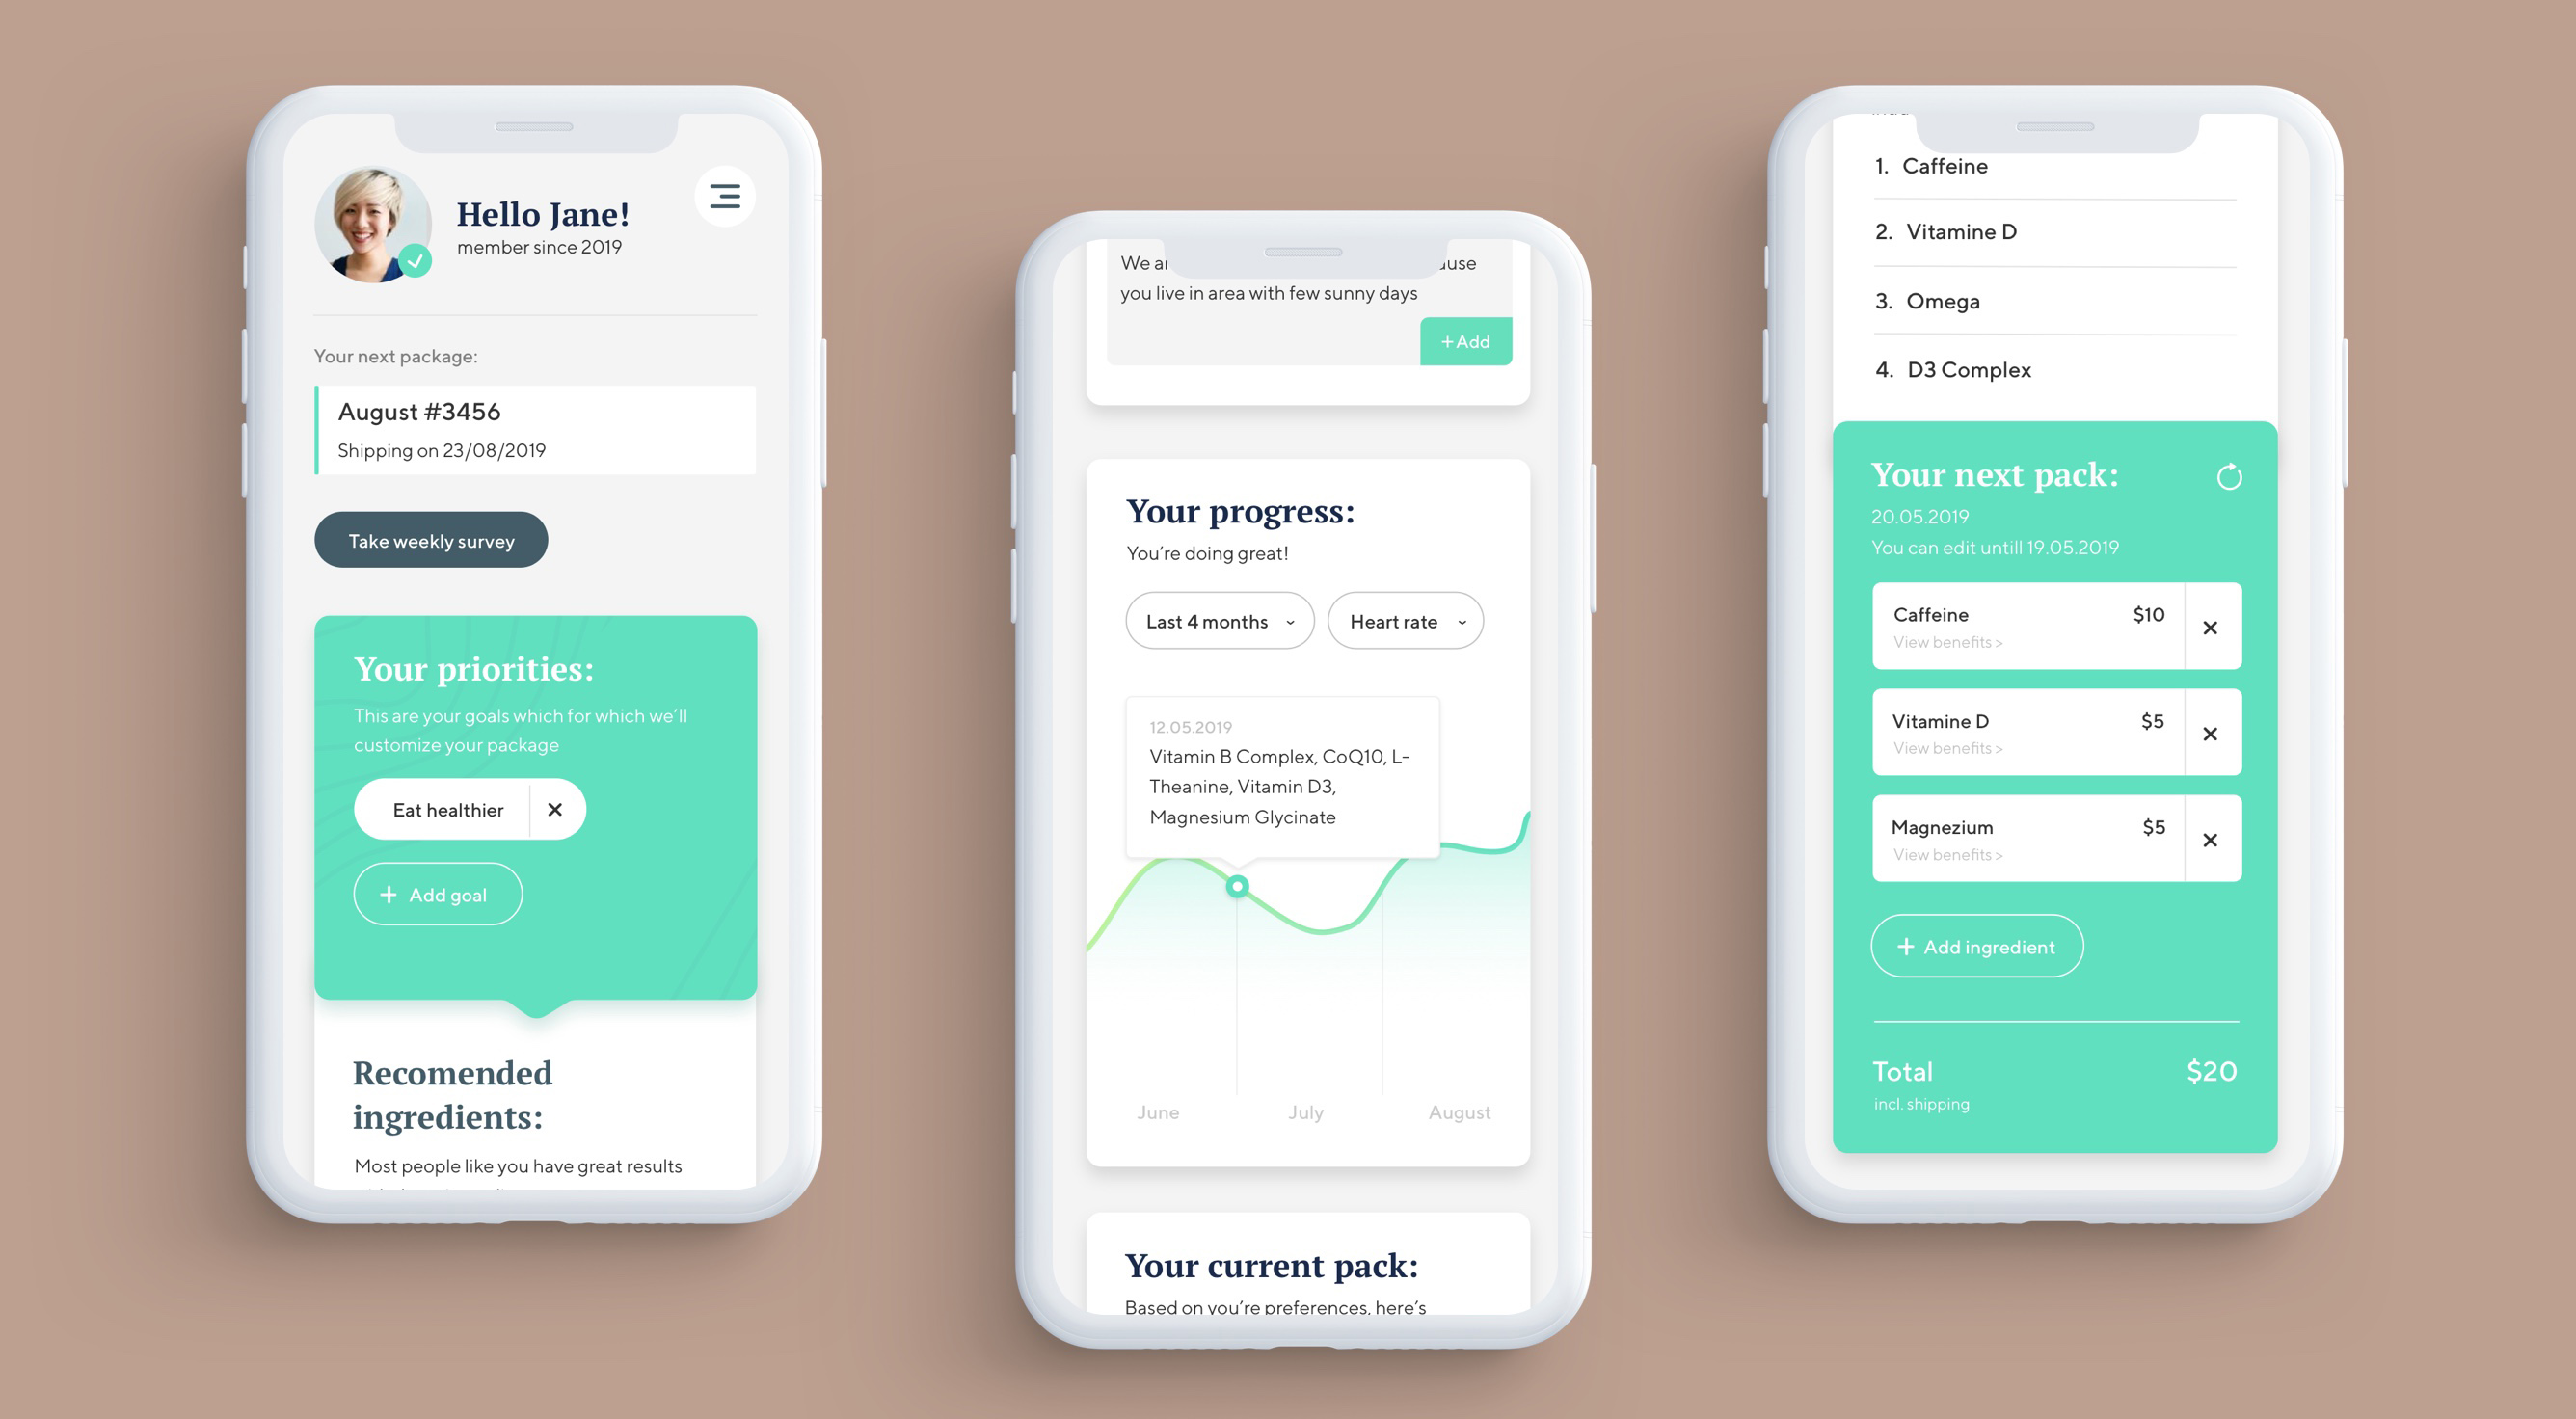 Hello Jane!
member since 2019
Your next package:
August #3456
Shipping on 23/08/2019
Take weekly survey
Your priorities:
This are your goals which for which we'll
customize your package
Eat healthier
+ Add goal
Recomended
ingredients:
Most people like you have great results
We
you live in area with few sunny days
+Add
Your progress:
You're doing great!
Last 4 months
Heart rate
12.05.2019
Vitamin B Complex, CoQ10, L-
Theanine, Vitamin D3,
Magnesium Glycinate
June
July
August
Your current pack:
Based on you're preferences, here's
1. Caffeine
2. Vitamine D
3. Omega
4. D3 Complex
Your next pack:
20.05.2019
You can edit untill 19.05.2019
Caffeine $10
View benefits >
Vitamine D $5
View benefits >
Magnezium $5
View benefits >
+ Add ingredient
Total $20
incl. shipping